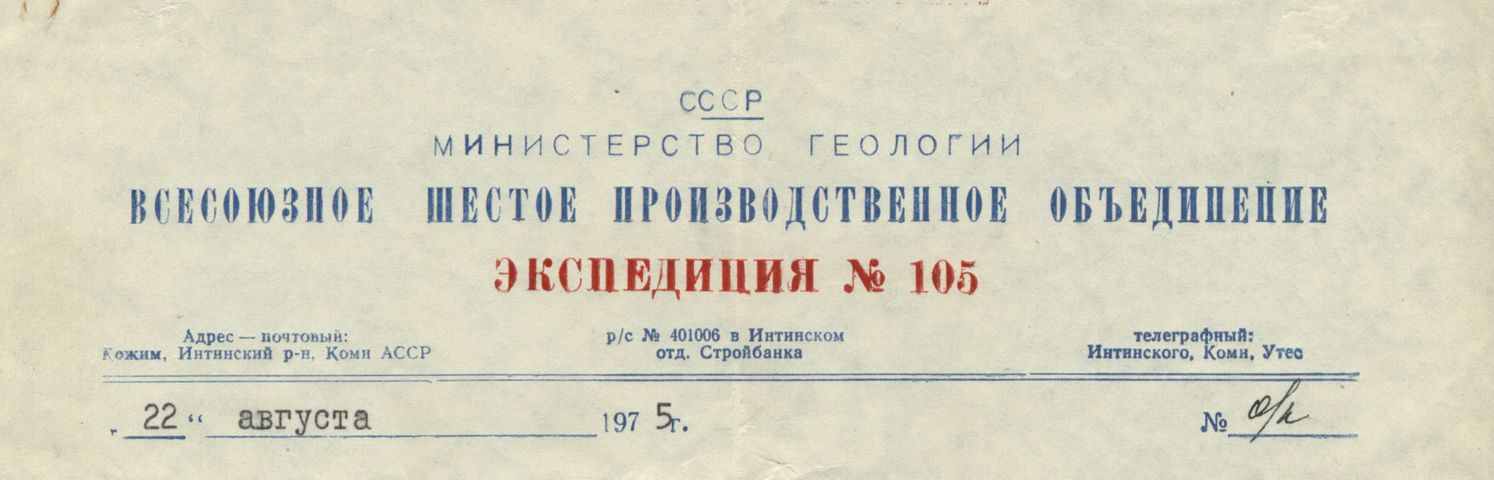 СССР
МИНИСТЕРСТВО ГЕОЛОГИИ
ВСЕСОЮЗНОЕ ШЕСТОЕ ПРОИЗВОДСТВЕННОЕ ОБЪЕДИНЕНИЕ
ЭКСПЕДИЦИЯ № 105
Адрес — почтовый:
Кожим, Интинский р-н, Коми АССР
р/с № 401006 в Интинском
отд. Стройбанка
телеграфный:
Интинского, Коми, Утес
„ 22 “ августа 1975г.
№ б/н